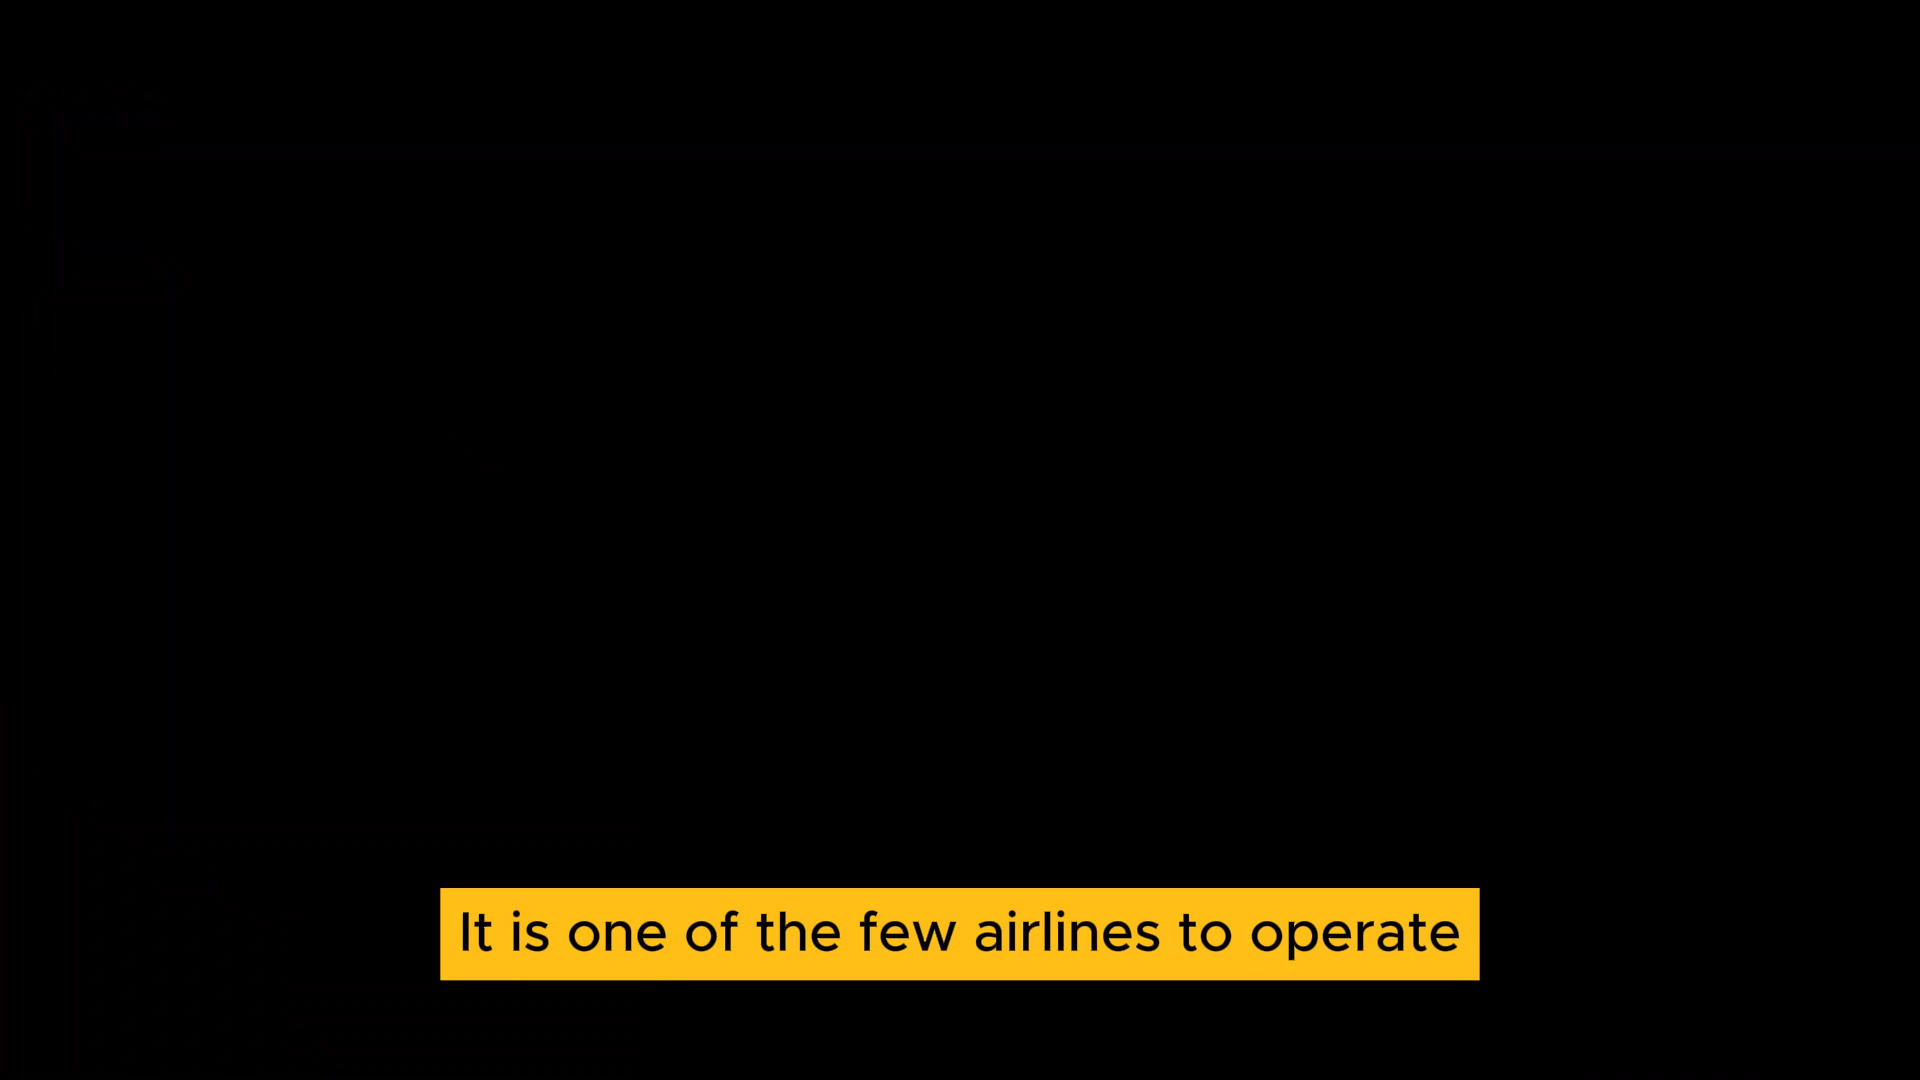 It is one of the few airlines to operate